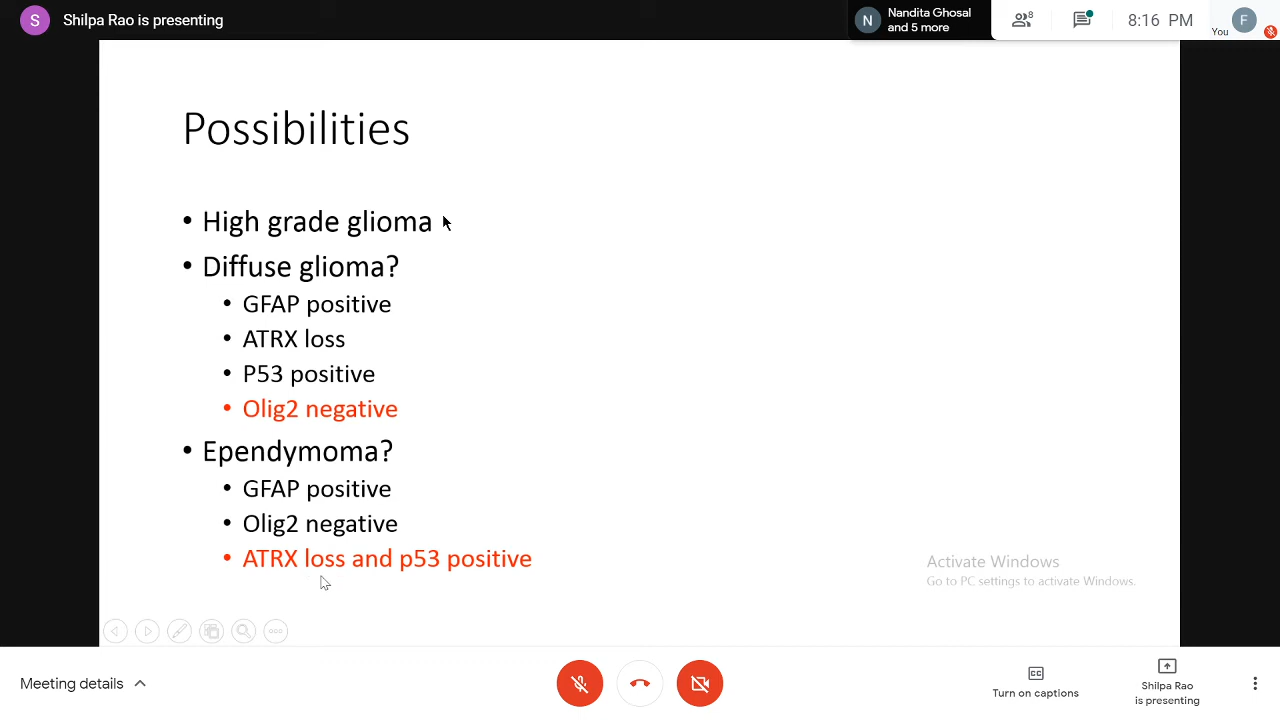 S Shilpa Rao is presenting
N Nandita Ghosal
and 5 more
8
8:16 PM
You
F
Possibilities
• High grade glioma
• Diffuse glioma?
• GFAP positive
• ATRX loss
• P53 positive
• Olig2 negative
• Ependymoma?
• GFAP positive
• Olig2 negative
• ATRX loss and p53 positive
Activate Windows
Go to PC settings to activate Windows.
Meeting details
CC
Turn on captions
Shilpa Rao
is presenting